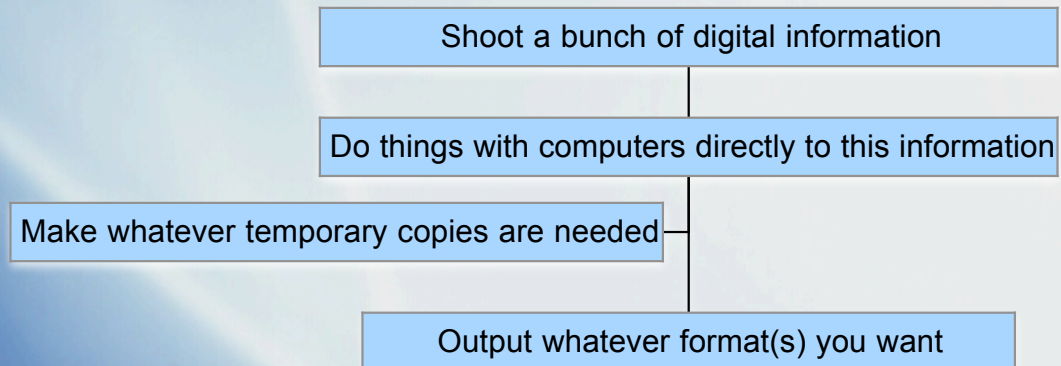 Shoot a bunch of digital information
Do things with computers directly to this information
Make whatever temporary copies are needed
Output whatever format(s) you want